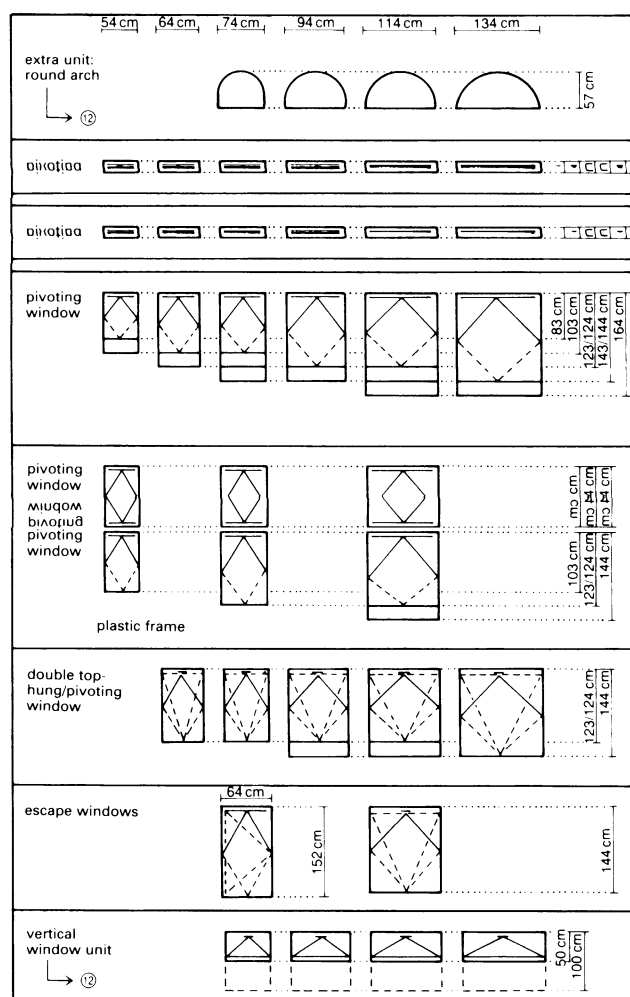 54 cm 64 cm 74 cm 94 cm 114 cm 134 cm
extra unit:
round arch
⑫
57 cm
pivoting
window
83 cm
103 cm
123/124 cm
143/144 cm
164 cm
pivoting
window
pivoting
window
103 cm
123/124 cm
144 cm
plastic frame
double top-
hung/pivoting
window
123/124 cm
144 cm
64 cm
escape windows
152 cm
144 cm
vertical
window unit
⑫
50 cm
100 cm